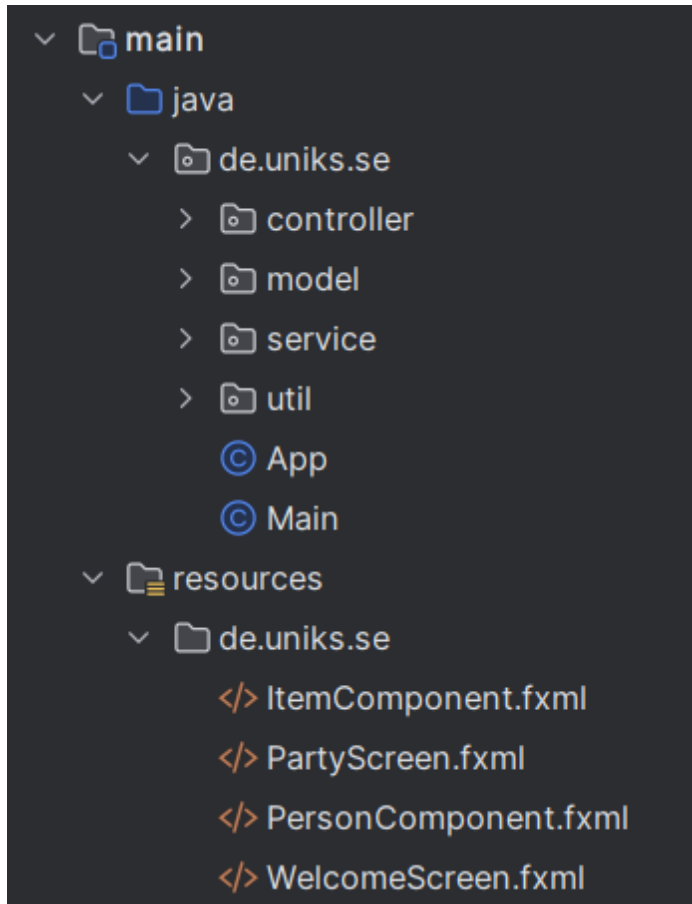 main
java
de.uniks.se
controller
model
service
util
© App
© Main
resources
de.uniks.se
</> ItemComponent.fxml
</> PartyScreen.fxml
</> PersonComponent.fxml
</> WelcomeScreen.fxml